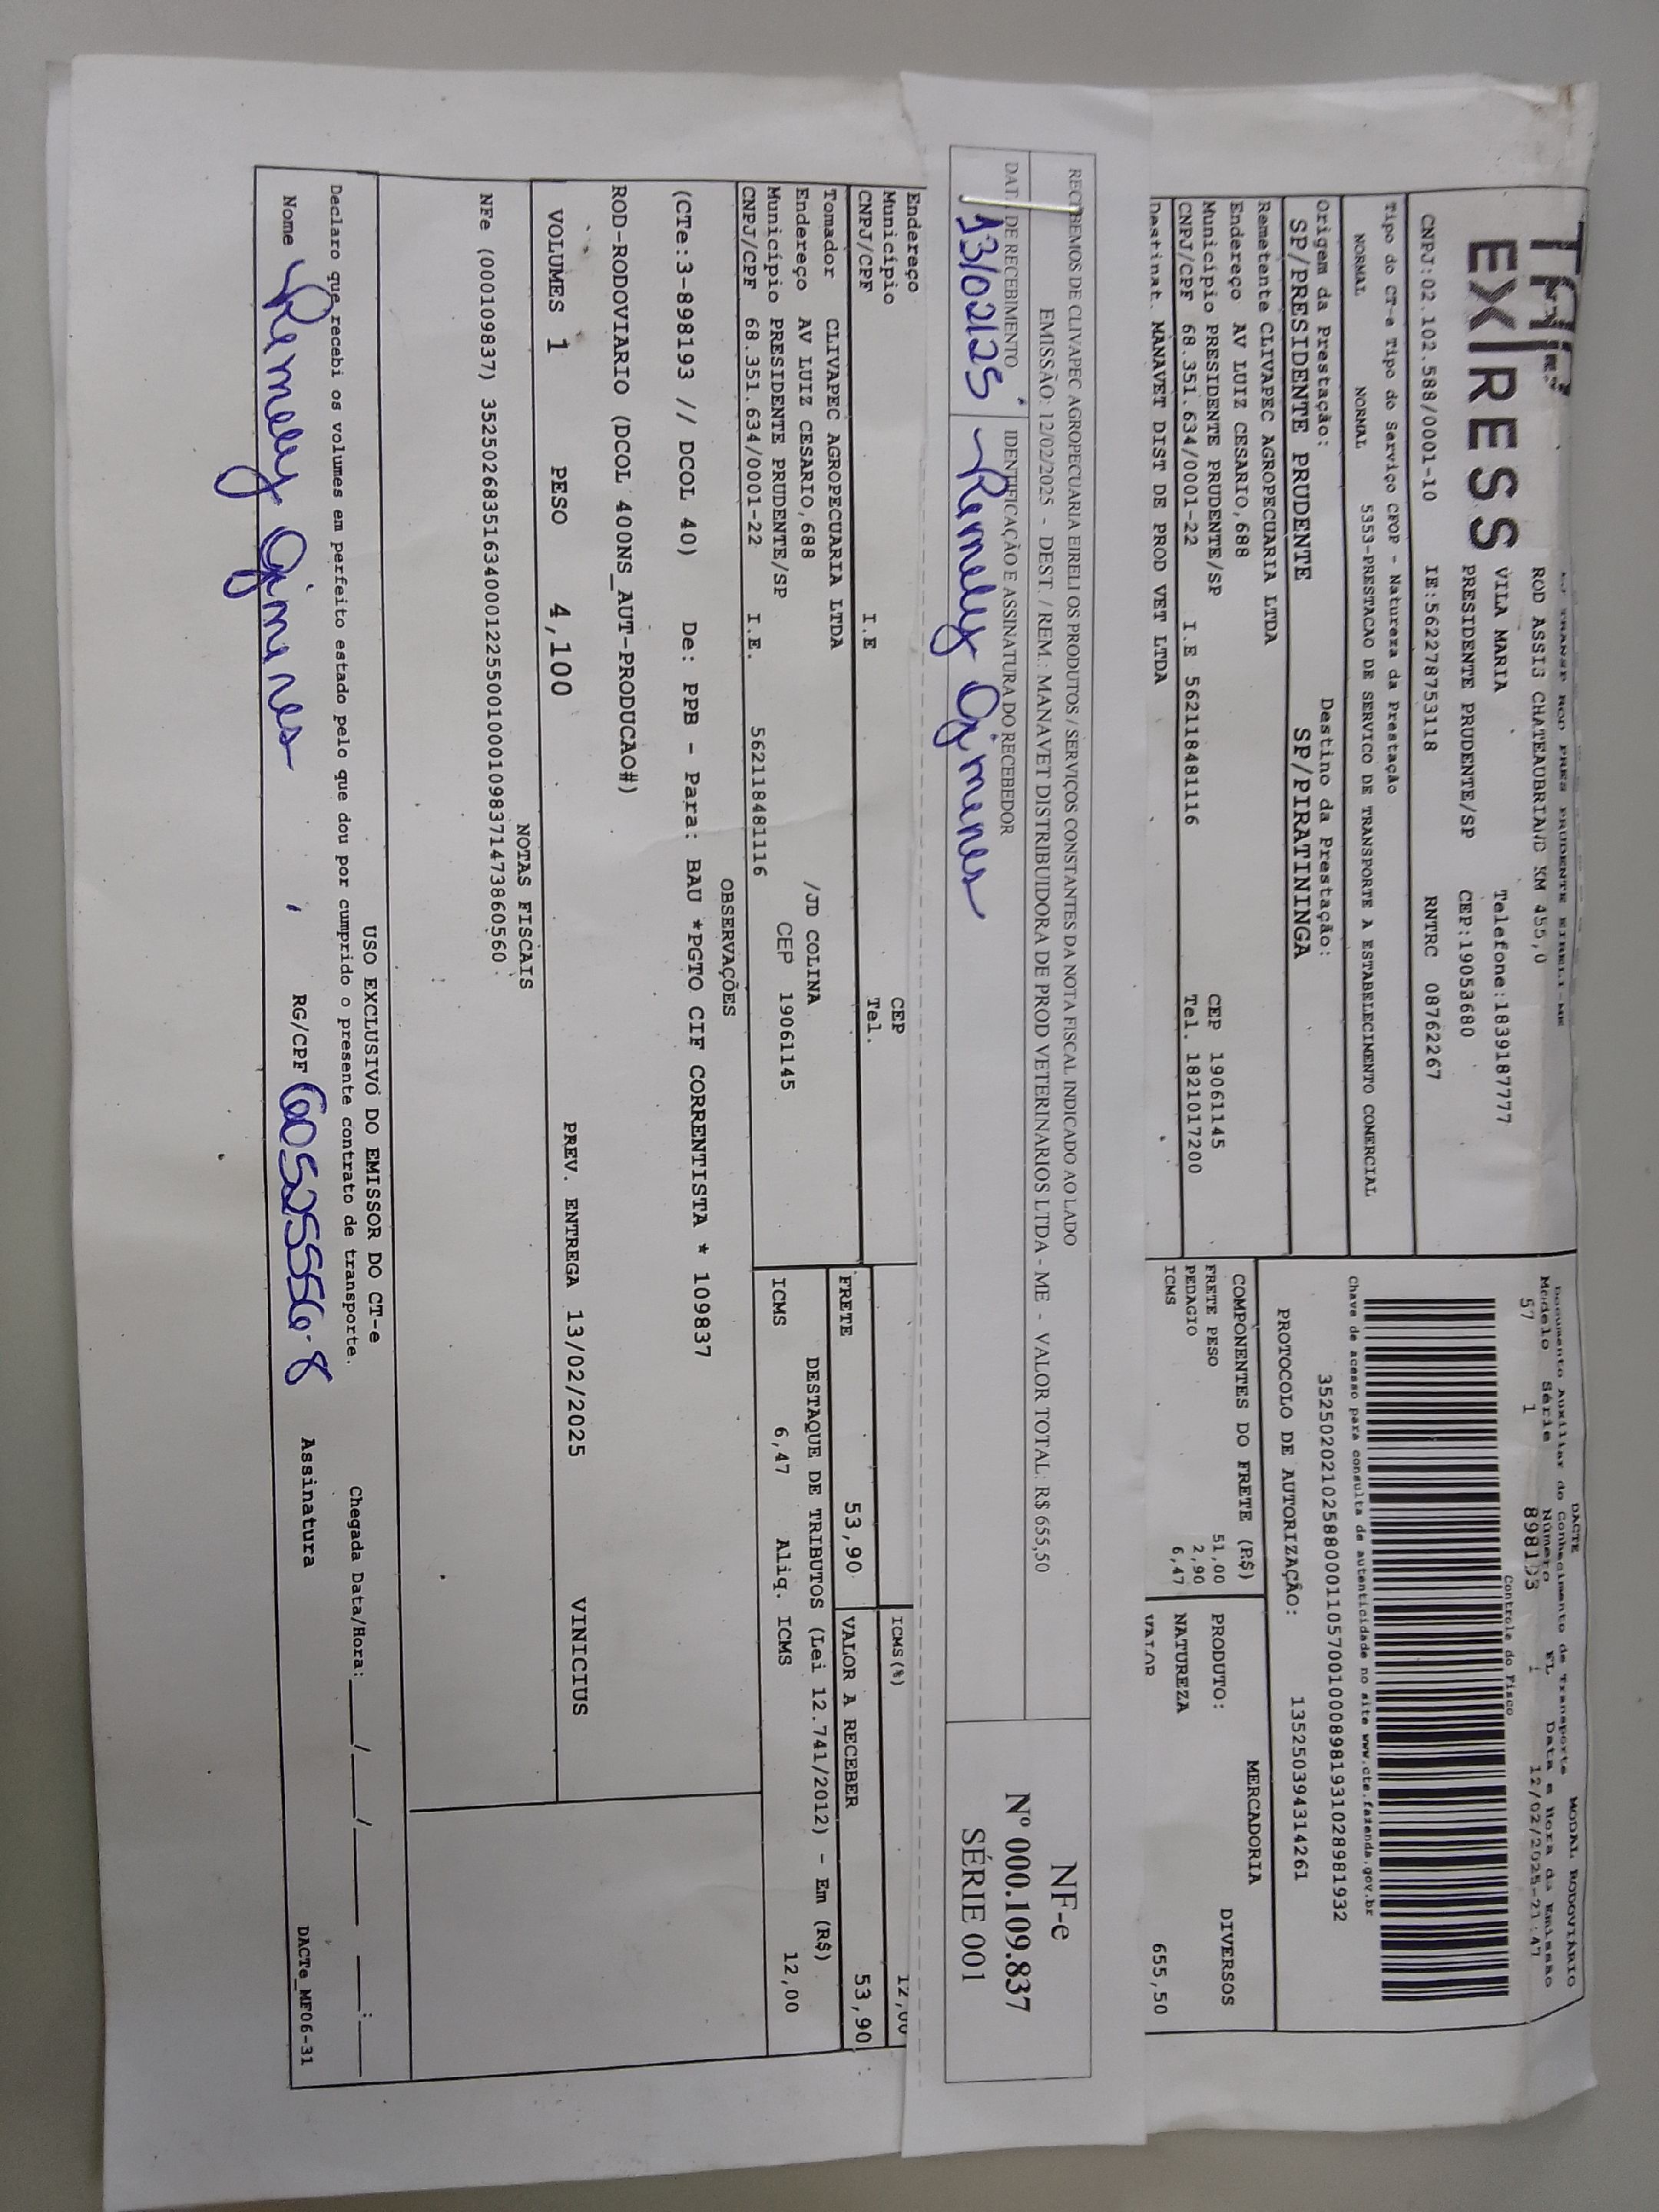 EXPRESS
ROD ASSIS CHATEAUBRIAND KM 455,0
VILA MARIA Telefone:1839187777
PRESIDENTE PRUDENTE/SP CEP:19053680
CNPJ:02.102.588/0001-10 IE:562278753118 RNTRC 08762267
Tipo do CT-e Tipo do Serviço CFOP - Natureza da Prestação
NORMAL NORMAL 5353-PRESTACAO DE SERVICO DE TRANSPORTE A ESTABELECIMENTO COMERCIAL
Origem da Prestação: Destino da Prestação:
SP/PRESIDENTE PRUDENTE SP/PIRATININGA
Remetente CLIVAPEC AGROPECUARIA LTDA
Endereço AV LUIZ CESARIO,688
Município PRESIDENTE PRUDENTE/SP CEP 19061145
CNPJ/CPF 68.351.634/0001-22 I.E 562118481116 Tel. 1821017200
Destinat. MANAVET DIST DE PROD VET LTDA
DACTE MODAL RODOVIÁRIO
Documento Auxiliar do Conhecimento de Transporte
Modelo Série Número FL Data e Hora da Emissão
57 1 898193 1 12/02/2025-21:47
Controle do Fisco
Chave de acesso para consulta de autenticidade no site www.cte.fazenda.gov.br
35250202102588000110570010008981931028981932
PROTOCOLO DE AUTORIZAÇÃO: 135250394314261
COMPONENTES DO FRETE (R$) MERCADORIA
FRETE PESO 51,00 PRODUTO: DIVERSOS
PEDAGIO 2,90
ICMS 6,47 NATUREZA
VALOR 655,50
RECEBEMOS DE CLIVAPEC AGROPECUARIA EIRELI OS PRODUTOS / SERVIÇOS CONSTANTES DA NOTA FISCAL INDICADO AO LADO
EMISSÃO: 12/02/2025 - DEST. / REM.: MANAVET DISTRIBUIDORA DE PROD VETERINARIOS LTDA - ME - VALOR TOTAL: R$ 655,50
DATA DE RECEBIMENTO IDENTIFICAÇÃO E ASSINATURA DO RECEBEDOR
13/02/25
NF-e
Nº 000.109.837
SÉRIE 001
Endereço
Município CEP
CNPJ/CPF I.E Tel.
ICMS(%) 12,00
Tomador CLIVAPEC AGROPECUARIA LTDA
FRETE 53,90 VALOR A RECEBER 53,90
Endereço AV LUIZ CESARIO,688 /JD COLINA
Município PRESIDENTE PRUDENTE/SP CEP 19061145
CNPJ/CPF 68.351.634/0001-22 I.E. 562118481116
DESTAQUE DE TRIBUTOS (Lei 12.741/2012) - Em (R$)
ICMS 6,47 Aliq. ICMS 12,00
OBSERVAÇÕES
(CTe:3-898193 // DCOL 40) De: PPB - Para: BAU *PGTO CIF CORRENTISTA * 109837
ROD-RODOVIARIO (DCOL 400NS_AUT-PRODUCAO#)
VOLUMES 1 PESO 4,100 PREV. ENTREGA 13/02/2025 VINICIUS
NOTAS FISCAIS
NFe (000109837) 35250268351634000122550010001098371473860560
USO EXCLUSIVO DO EMISSOR DO CT-e
Declaro que recebi os volumes em perfeito estado pelo que dou por cumprido o presente contrato de transporte. Chegada Data/Hora: ___/___/_____ ___:___
Nome RG/CPF Assinatura DACTe_MF06-31